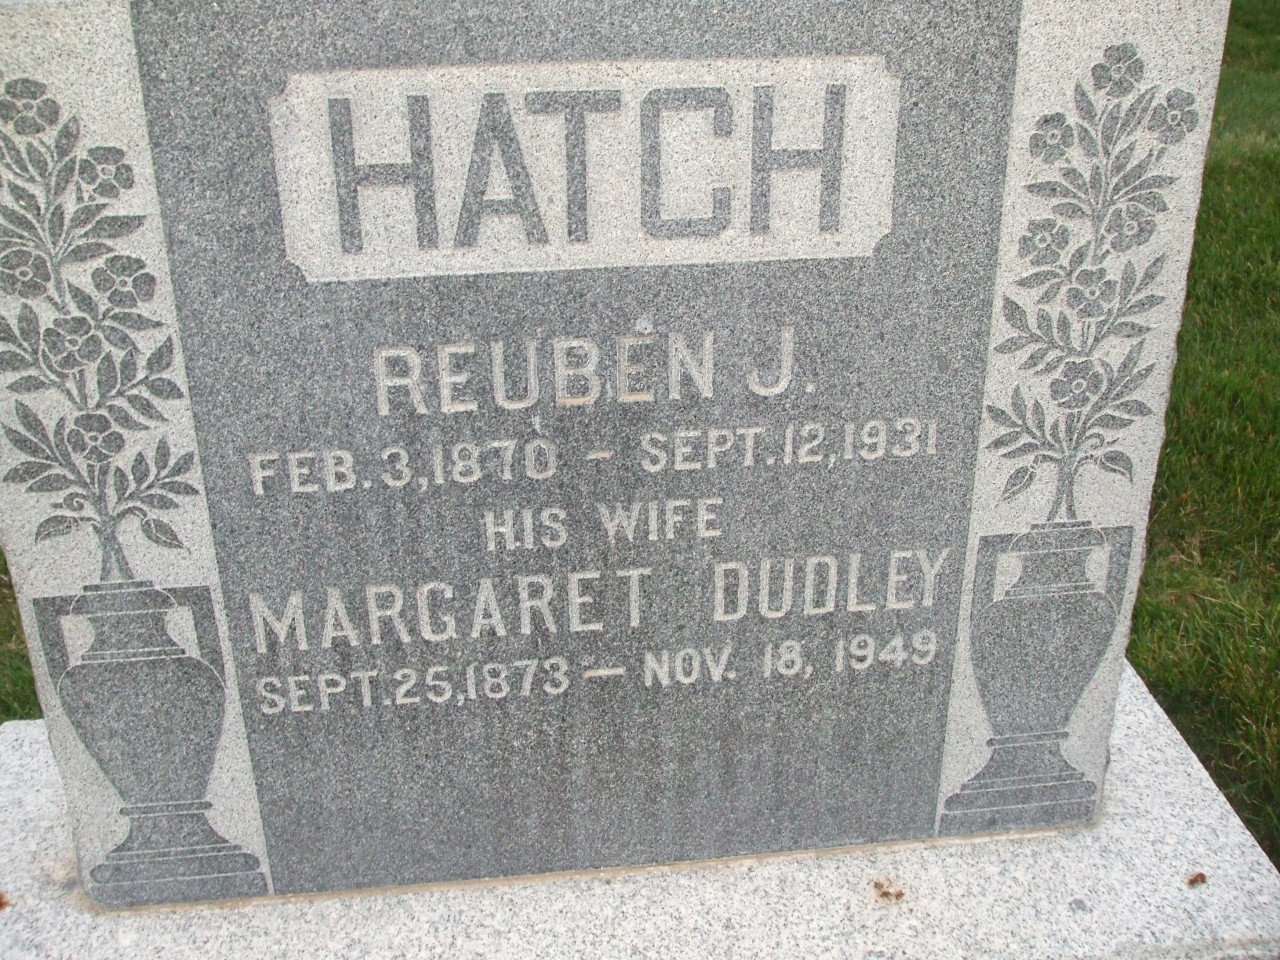 HATCH
REUBEN J.
FEB. 3, 1870 – SEPT. 12, 1931
HIS WIFE
MARGARET DUDLEY
SEPT. 25, 1873 – NOV. 18, 1949